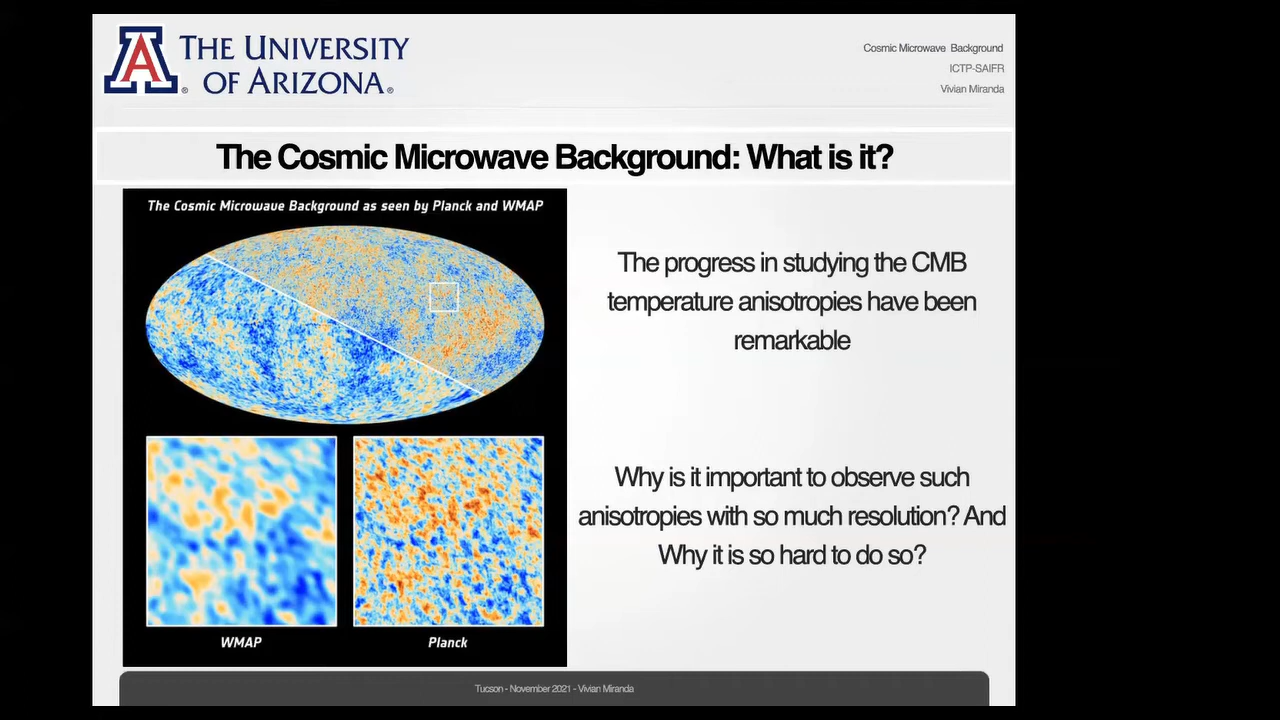 THE UNIVERSITY
OF ARIZONA.
Cosmic Microwave Background
ICTP-SAIFR
Vivian Miranda
The Cosmic Microwave Background: What is it?
The Cosmic Microwave Background as seen by Planck and WMAP
WMAP
Planck
The progress in studying the CMB
temperature anisotropies have been
remarkable
Why is it important to observe such
anisotropies with so much resolution? And
Why it is so hard to do so?
Tucson - November 2021 - Vivian Miranda